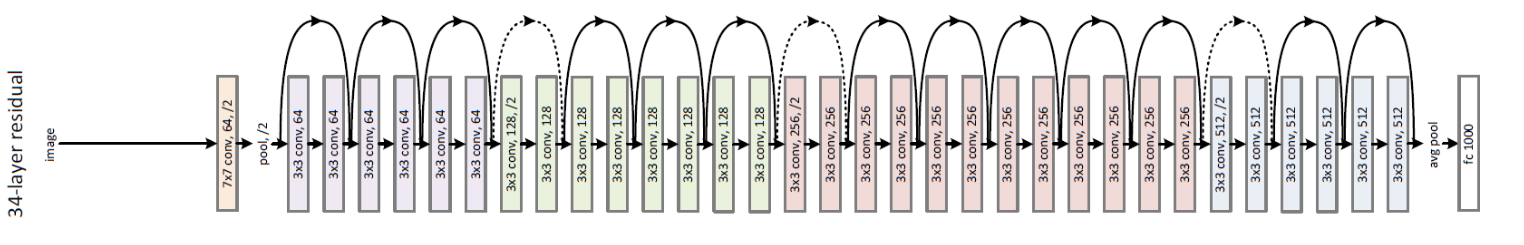 34-layer residual
image
7x7 conv, 64, /2
pool, /2
3x3 conv, 64
3x3 conv, 64
3x3 conv, 64
3x3 conv, 64
3x3 conv, 64
3x3 conv, 64
3x3 conv, 128, /2
3x3 conv, 128
3x3 conv, 128
3x3 conv, 128
3x3 conv, 128
3x3 conv, 128
3x3 conv, 128
3x3 conv, 128
3x3 conv, 256, /2
3x3 conv, 256
3x3 conv, 256
3x3 conv, 256
3x3 conv, 256
3x3 conv, 256
3x3 conv, 256
3x3 conv, 256
3x3 conv, 256
3x3 conv, 256
3x3 conv, 256
3x3 conv, 256
3x3 conv, 512, /2
3x3 conv, 512
3x3 conv, 512
3x3 conv, 512
3x3 conv, 512
3x3 conv, 512
avg pool
fc 1000